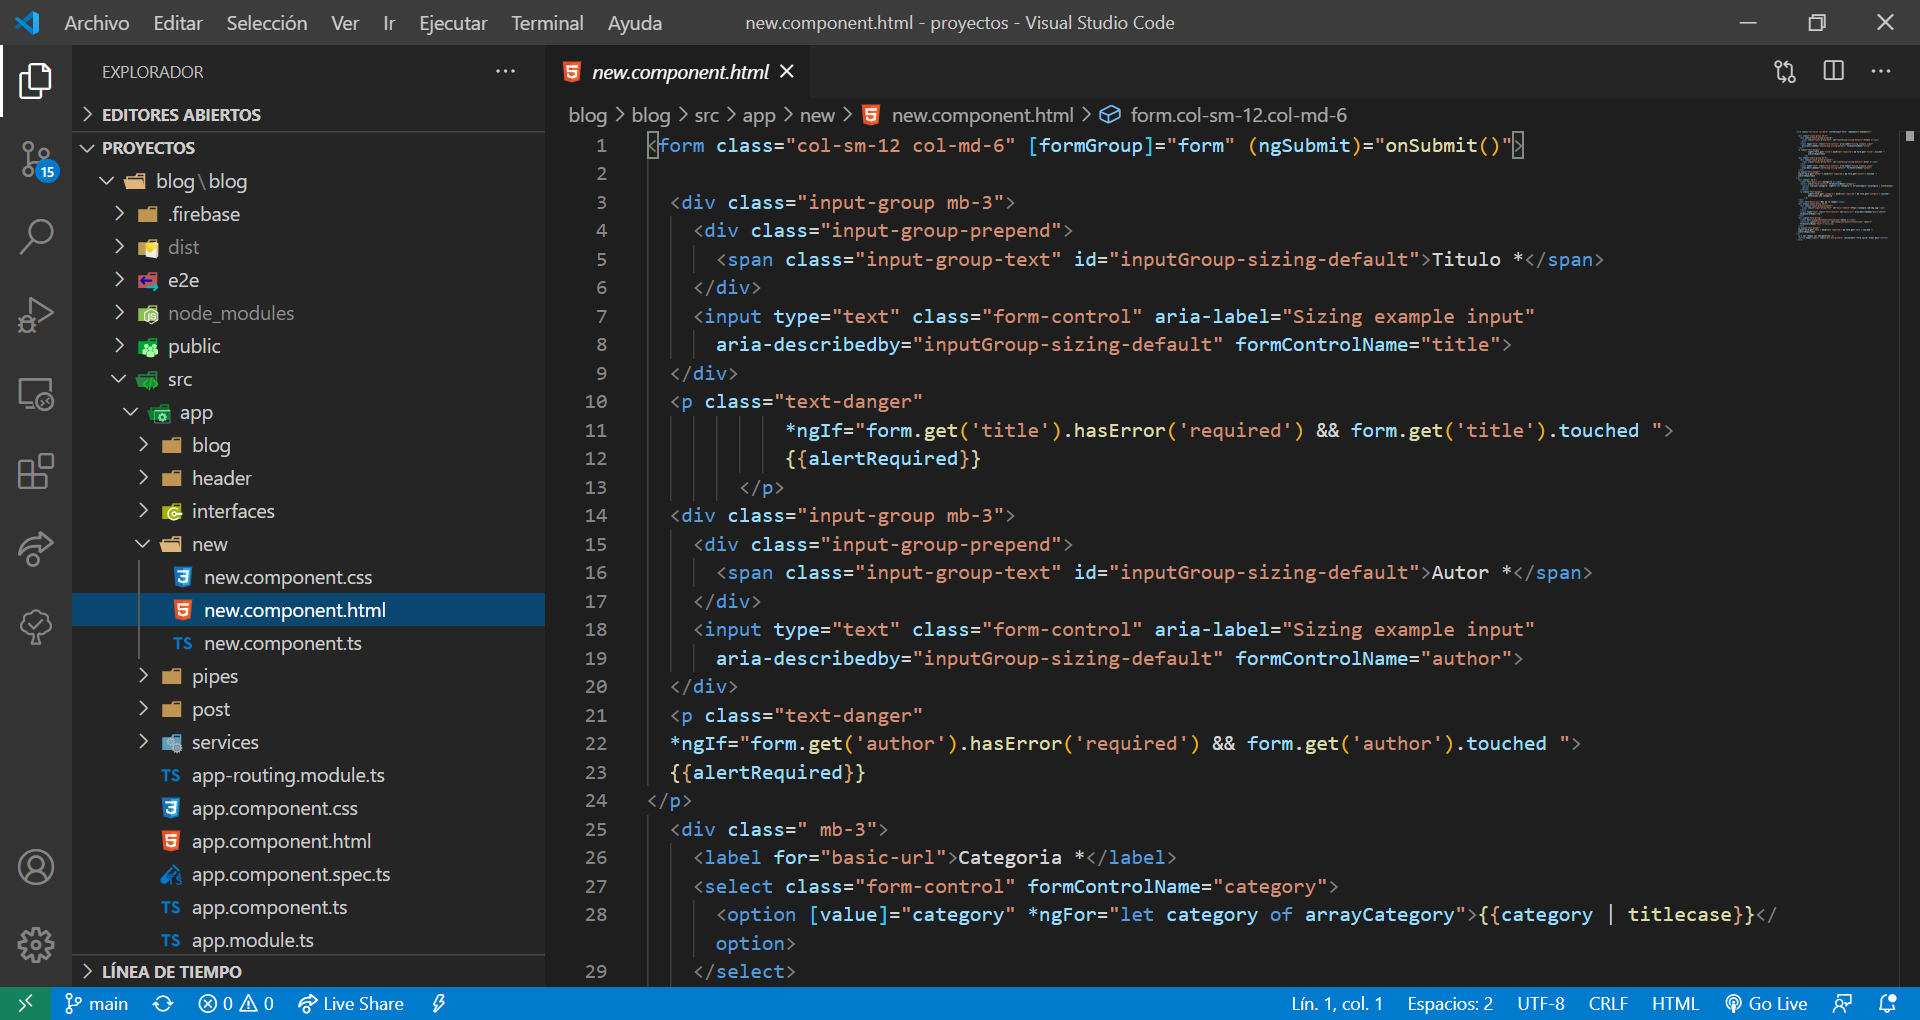 Archivo Editar Selección Ver Ir Ejecutar Terminal Ayuda new.component.html - proyectos - Visual Studio Code
EXPLORADOR
EDITORES ABIERTOS
PROYECTOS
blog\blog
.firebase
dist
e2e
node_modules
public
src
app
blog
header
interfaces
new
new.component.css
new.component.html
TS new.component.ts
pipes
post
services
TS app-routing.module.ts
app.component.css
app.component.html
app.component.spec.ts
TS app.component.ts
TS app.module.ts
LÍNEA DE TIEMPO
15
new.component.html
blog > blog > src > app > new > new.component.html > form.col-sm-12.col-md-6
1 <form class="col-sm-12 col-md-6" [formGroup]="form" (ngSubmit)="onSubmit()">
2
3 <div class="input-group mb-3">
4 <div class="input-group-prepend">
5 <span class="input-group-text" id="inputGroup-sizing-default">Titulo *</span>
6 </div>
7 <input type="text" class="form-control" aria-label="Sizing example input"
8 aria-describedby="inputGroup-sizing-default" formControlName="title">
9 </div>
10 <p class="text-danger"
11 *ngIf="form.get('title').hasError('required') && form.get('title').touched ">
12 {{alertRequired}}
13 </p>
14 <div class="input-group mb-3">
15 <div class="input-group-prepend">
16 <span class="input-group-text" id="inputGroup-sizing-default">Autor *</span>
17 </div>
18 <input type="text" class="form-control" aria-label="Sizing example input"
19 aria-describedby="inputGroup-sizing-default" formControlName="author">
20 </div>
21 <p class="text-danger"
22 *ngIf="form.get('author').hasError('required') && form.get('author').touched ">
23 {{alertRequired}}
24 </p>
25 <div class=" mb-3">
26 <label for="basic-url">Categoria *</label>
27 <select class="form-control" formControlName="category">
28 <option [value]="category" *ngFor="let category of arrayCategory">{{category | titlecase}}</
option>
29 </select>
main 0 0 Live Share Lín. 1, col. 1 Espacios: 2 UTF-8 CRLF HTML Go Live